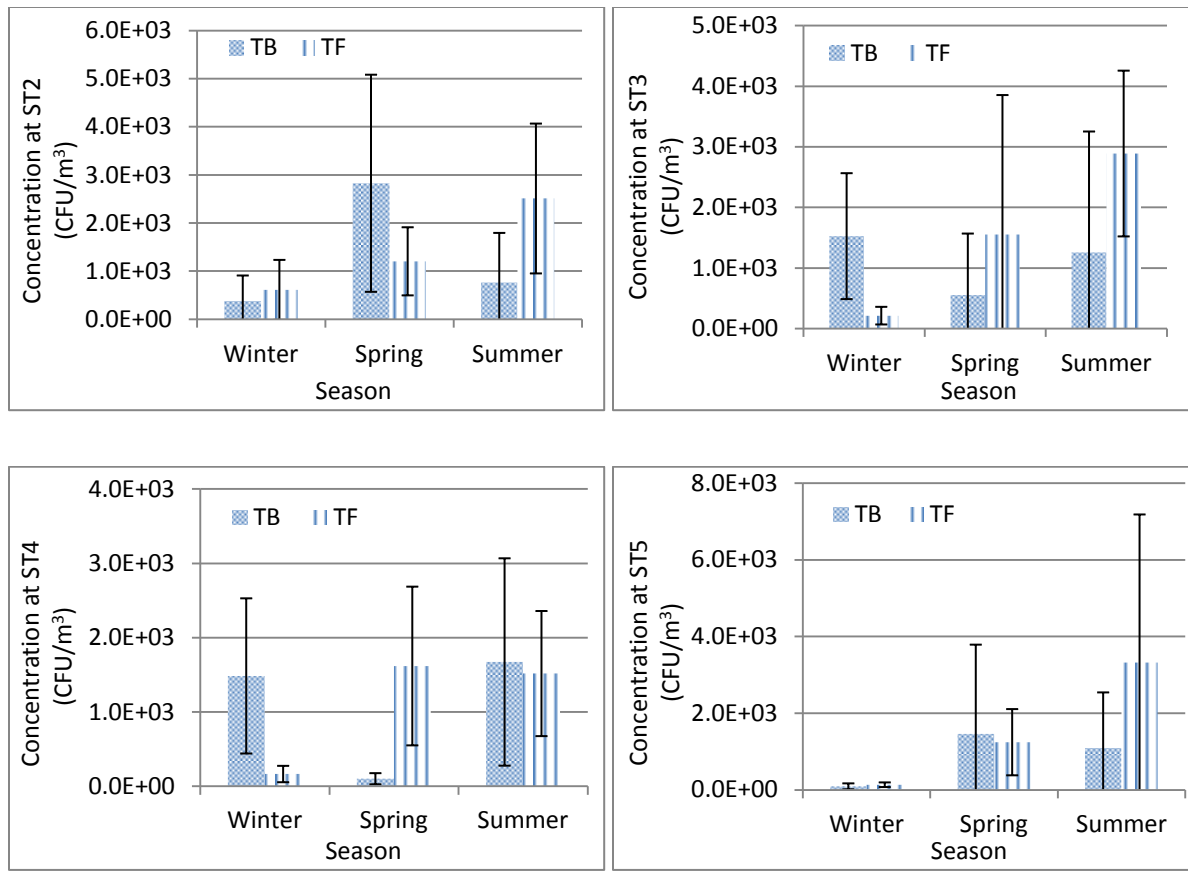 Concentration at ST2
(CFU/m³)
6.0E+03
5.0E+03
4.0E+03
3.0E+03
2.0E+03
1.0E+03
0.0E+00
TB TF
Winter Spring Summer
Season
Concentration at ST3
(CFU/m³)
5.0E+03
4.0E+03
3.0E+03
2.0E+03
1.0E+03
0.0E+00
TB TF
Winter Spring Summer
Season
Concentration at ST4
(CFU/m³)
4.0E+03
3.0E+03
2.0E+03
1.0E+03
0.0E+00
TB TF
Winter Spring Summer
Season
Concentration at ST5
(CFU/m³)
8.0E+03
6.0E+03
4.0E+03
2.0E+03
0.0E+00
TB TF
Winter Spring Summer
Season